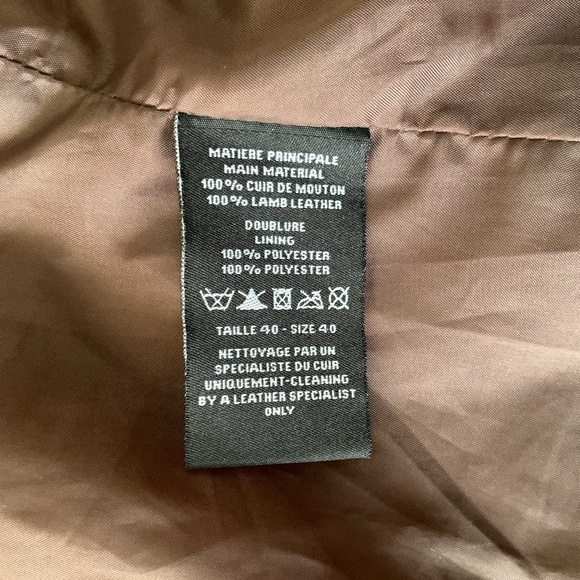 MATIERE PRINCIPALE
MAIN MATERIAL
100% CUIR DE MOUTON
100% LAMB LEATHER
DOUBLURE
LINING
100% POLYESTER
100% POLYESTER
TAILLE 40 - SIZE 40
NETTOYAGE PAR UN
SPECIALISTE DU CUIR
UNIQUEMENT-CLEANING
BY A LEATHER SPECIALIST
ONLY